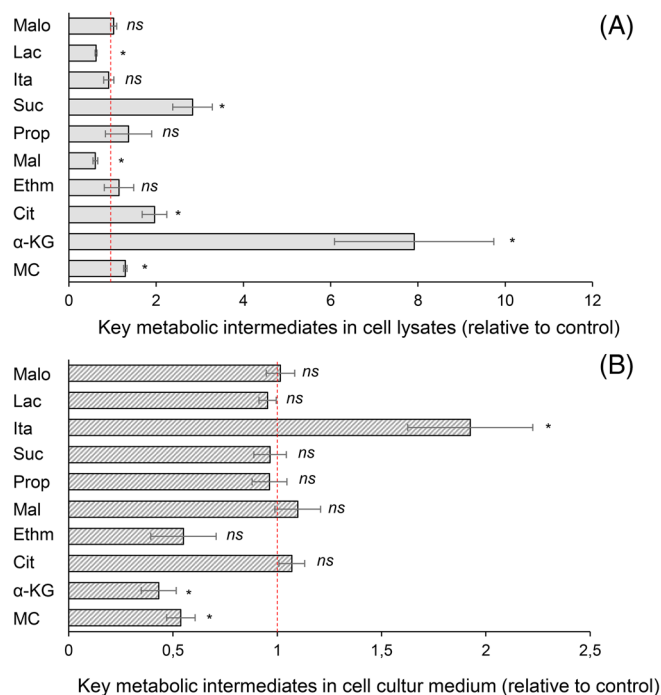 (A)
Malo ns
Lac *
Ita ns
Suc *
Prop ns
Mal *
Ethm ns
Cit *
α-KG *
MC *
0 2 4 6 8 10 12
Key metabolic intermediates in cell lysates (relative to control)
(B)
Malo ns
Lac ns
Ita *
Suc ns
Prop ns
Mal ns
Ethm ns
Cit ns
α-KG *
MC *
0 0,5 1 1,5 2 2,5
Key metabolic intermediates in cell cultur medium (relative to control)